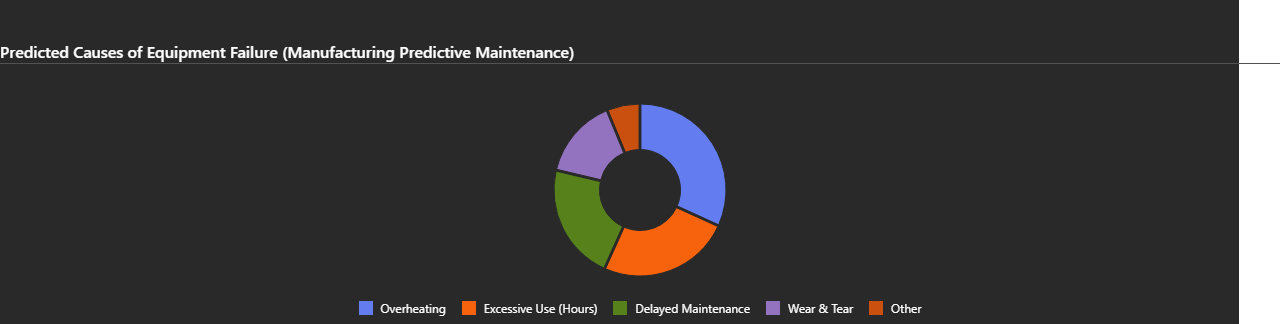 Predicted Causes of Equipment Failure (Manufacturing Predictive Maintenance)
Overheating Excessive Use (Hours) Delayed Maintenance Wear & Tear Other